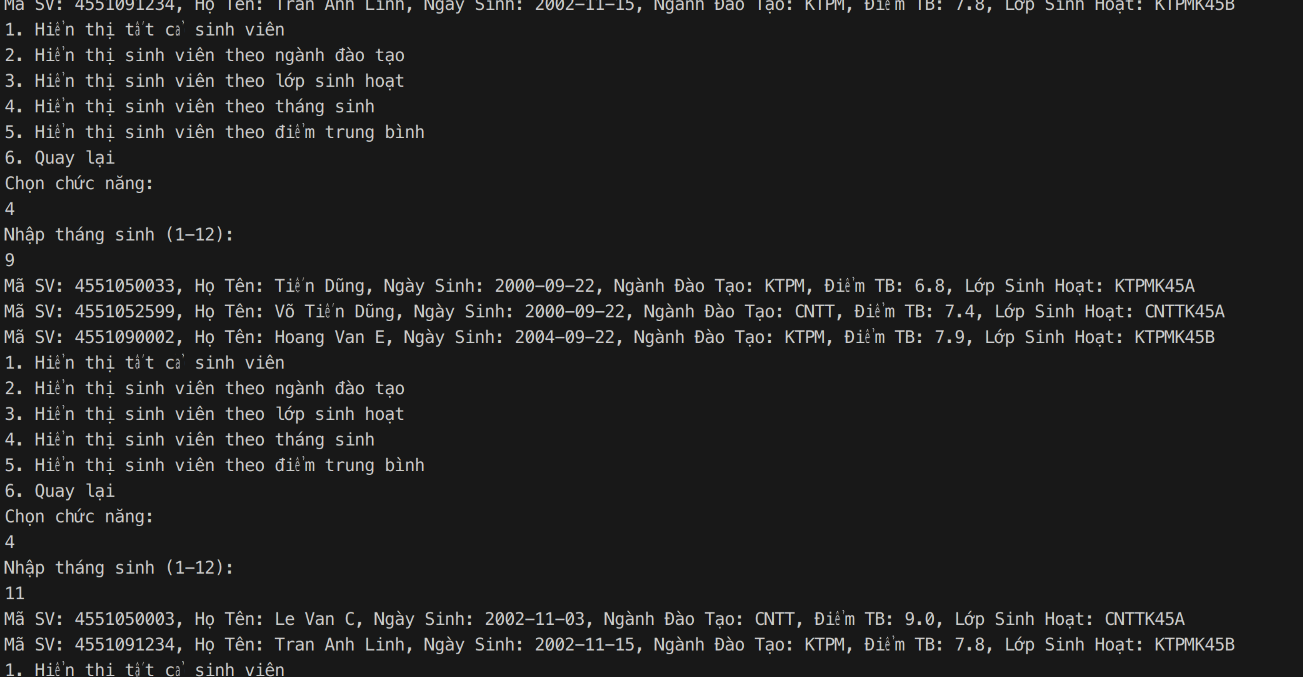 Mã SV: 4551091234, Họ Tên: Tran Anh Linh, Ngày Sinh: 2002-11-15, Ngành Đào Tạo: KTPM, Điểm TB: 7.8, Lớp Sinh Hoạt: KTPMK45B
1. Hiển thị tất cả sinh viên
2. Hiển thị sinh viên theo ngành đào tạo
3. Hiển thị sinh viên theo lớp sinh hoạt
4. Hiển thị sinh viên theo tháng sinh
5. Hiển thị sinh viên theo điểm trung bình
6. Quay lại
Chọn chức năng:
4
Nhập tháng sinh (1-12):
9
Mã SV: 4551050033, Họ Tên: Tiến Dũng, Ngày Sinh: 2000-09-22, Ngành Đào Tạo: KTPM, Điểm TB: 6.8, Lớp Sinh Hoạt: KTPMK45A
Mã SV: 4551052599, Họ Tên: Võ Tiến Dũng, Ngày Sinh: 2000-09-22, Ngành Đào Tạo: CNTT, Điểm TB: 7.4, Lớp Sinh Hoạt: CNTTK45A
Mã SV: 4551090002, Họ Tên: Hoang Van E, Ngày Sinh: 2004-09-22, Ngành Đào Tạo: KTPM, Điểm TB: 7.9, Lớp Sinh Hoạt: KTPMK45B
1. Hiển thị tất cả sinh viên
2. Hiển thị sinh viên theo ngành đào tạo
3. Hiển thị sinh viên theo lớp sinh hoạt
4. Hiển thị sinh viên theo tháng sinh
5. Hiển thị sinh viên theo điểm trung bình
6. Quay lại
Chọn chức năng:
4
Nhập tháng sinh (1-12):
11
Mã SV: 4551050003, Họ Tên: Le Van C, Ngày Sinh: 2002-11-03, Ngành Đào Tạo: CNTT, Điểm TB: 9.0, Lớp Sinh Hoạt: CNTTK45A
Mã SV: 4551091234, Họ Tên: Tran Anh Linh, Ngày Sinh: 2002-11-15, Ngành Đào Tạo: KTPM, Điểm TB: 7.8, Lớp Sinh Hoạt: KTPMK45B
1. Hiển thị tất cả sinh viên